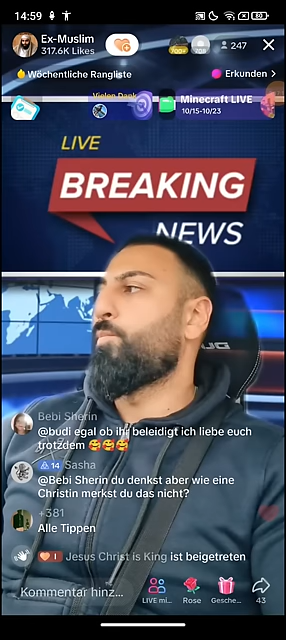 14:59
80
Ex-Muslim
317.6K Likes
247
Wöchentliche Rangliste
Erkunden >
Vielen Dank
Minecraft LIVE
10/15-10/23
LIVE
BREAKING
NEWS
Bebi Sherin
@budi egal ob ihr beleidigt ich liebe euch
trotzdem 🥰🥰🥰
14 Sasha
@Bebi Sherin du denkst aber wie eine
Christin merkst du das nicht?
+381
Alle Tippen
1 Jesus Christ is King ist beigetreten
Kommentar hinz...
LIVE mi...
Rose
Gesche...
43